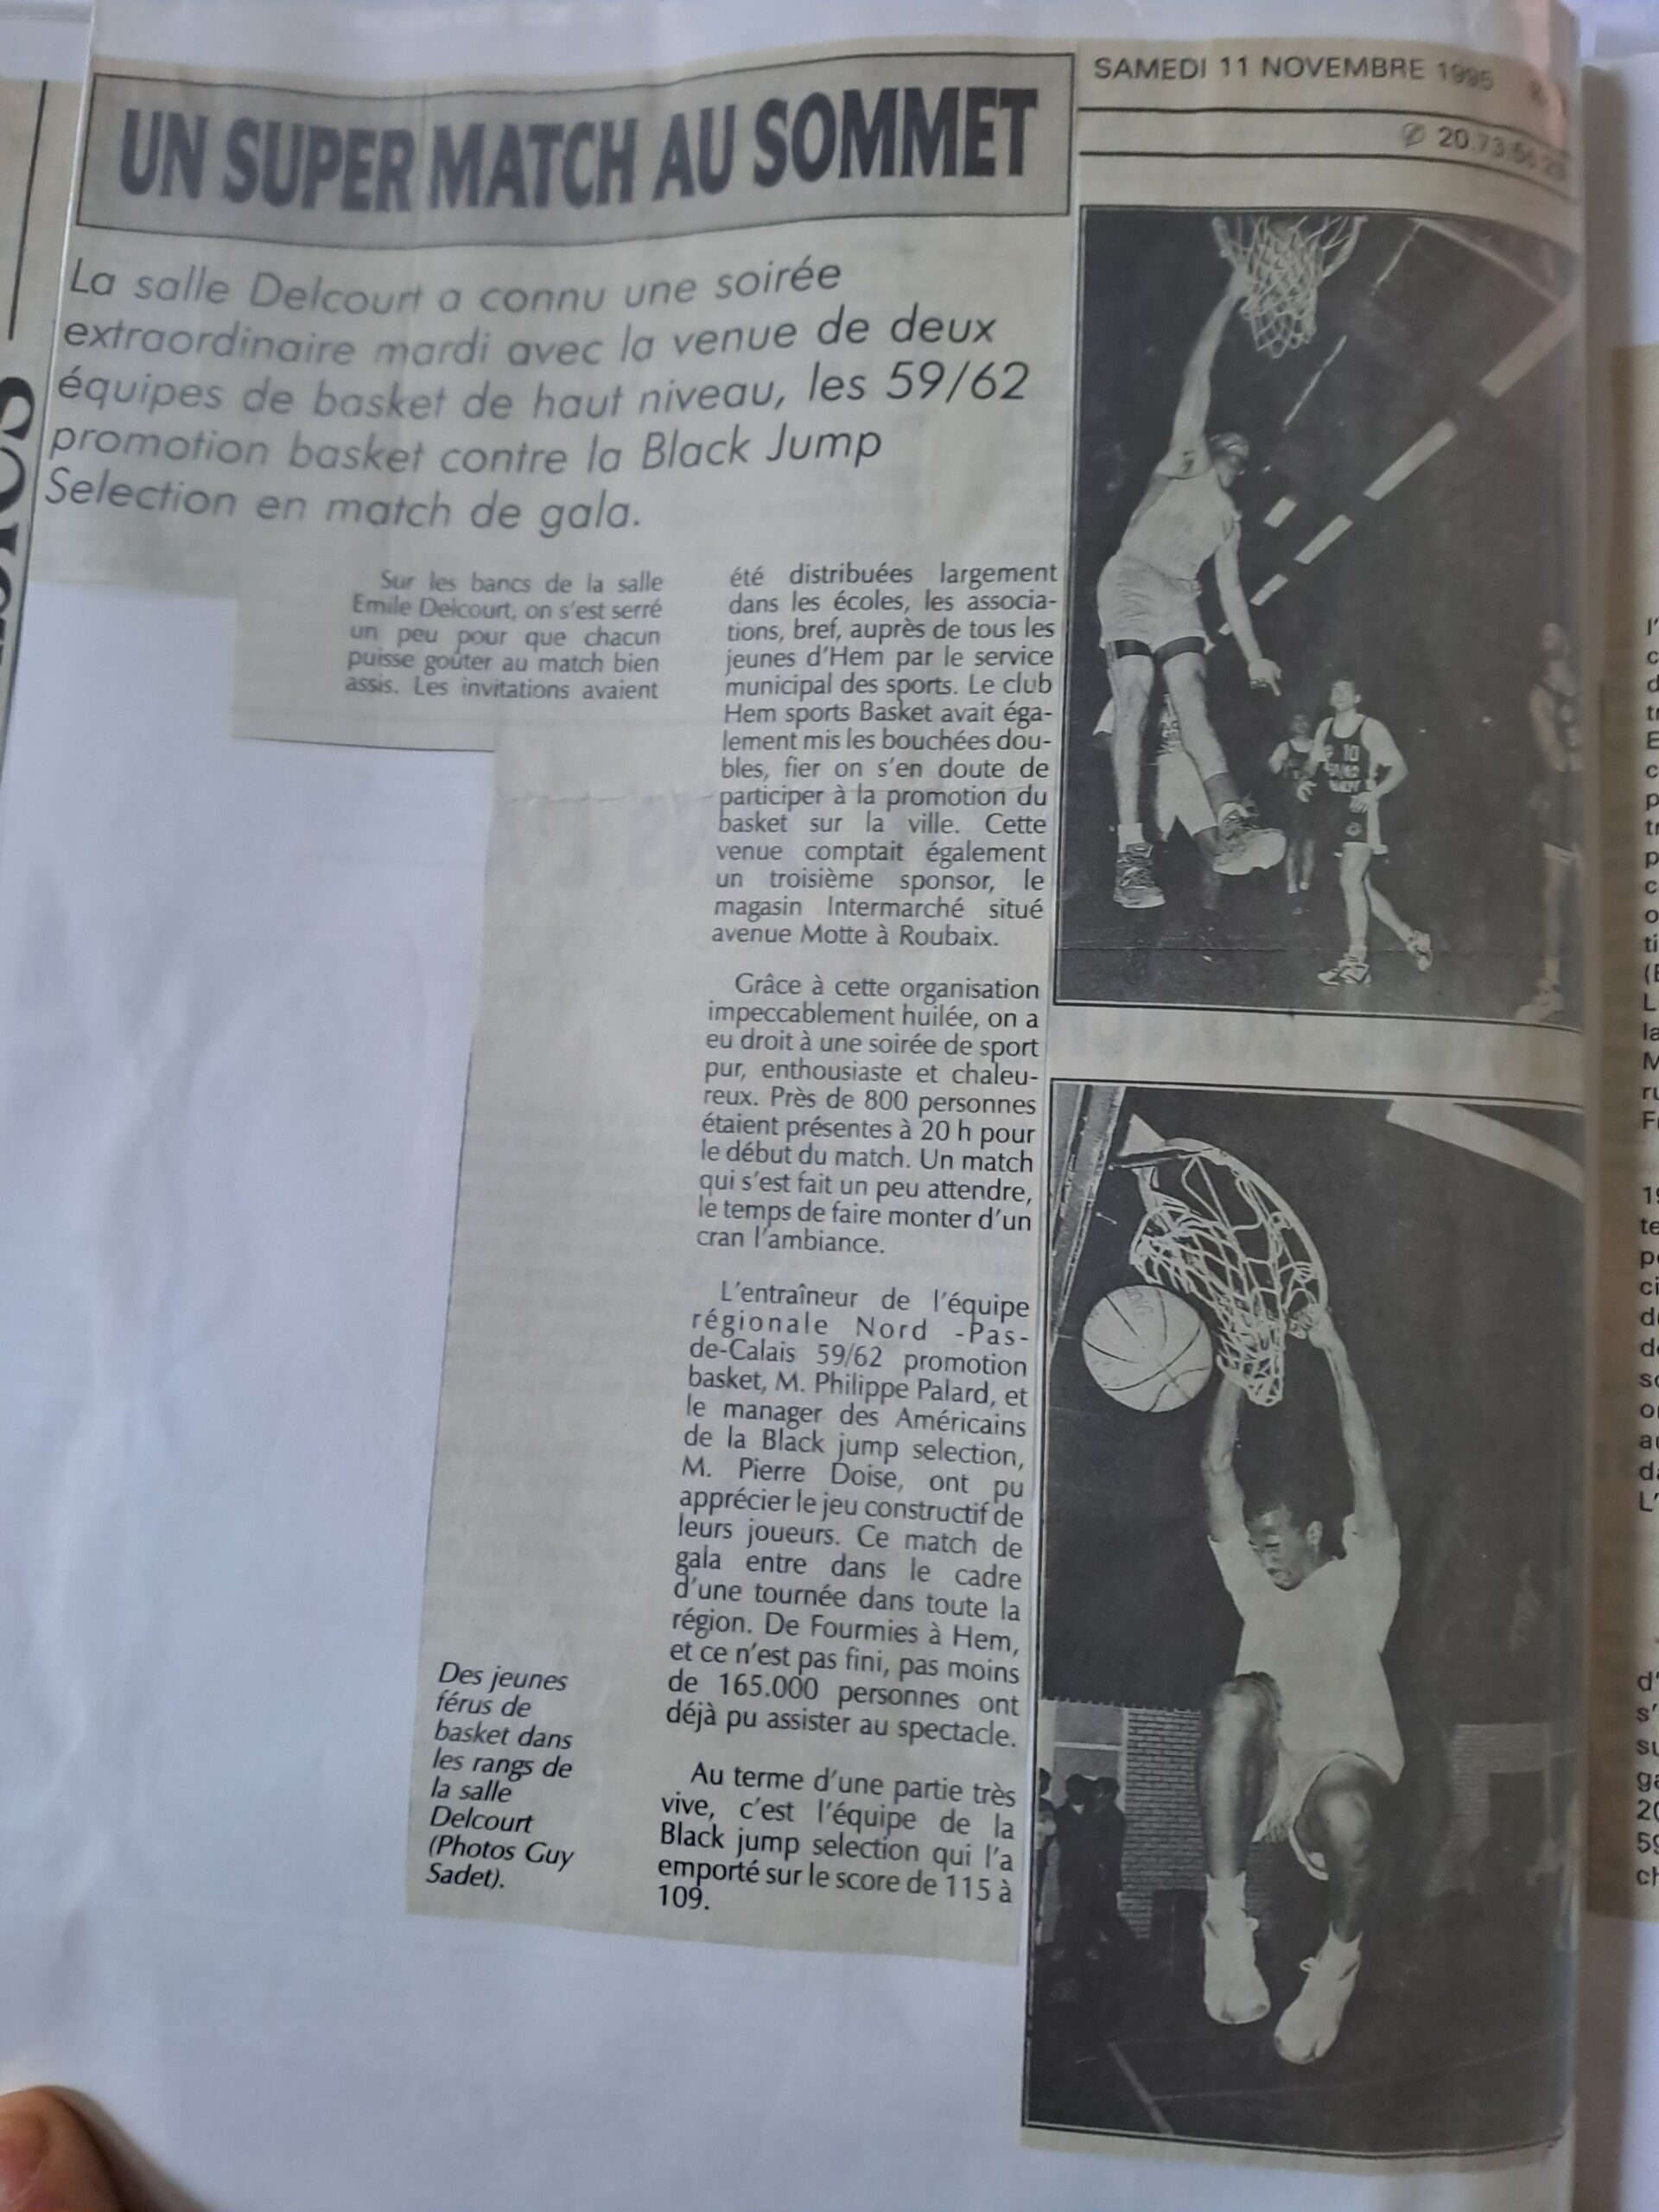 SAMEDI 11 NOVEMBRE 1995
20.73.56
UN SUPER MATCH AU SOMMET
La salle Delcourt a connu une soirée
extraordinaire mardi avec la venue de deux
équipes de basket de haut niveau, les 59/62
promotion basket contre la Black Jump
Selection en match de gala.
Sur les bancs de la salle
Emile Delcourt, on s'est serré
un peu pour que chacun
puisse goûter au match bien
assis. Les invitations avaient
été distribuées largement
dans les écoles, les associa-
tions, bref, auprès de tous les
jeunes d'Hem par le service
municipal des sports. Le club
Hem sports Basket avait éga-
lement mis les bouchées dou-
bles, fier on s'en doute de
participer à la promotion du
basket sur la ville. Cette
venue comptait également
un troisième sponsor, le
magasin Intermarché situé
avenue Motte à Roubaix.
Grâce à cette organisation
impeccablement huilée, on a
eu droit à une soirée de sport
pur, enthousiaste et chaleu-
reux. Près de 800 personnes
étaient présentes à 20 h pour
le début du match. Un match
qui s'est fait un peu attendre,
le temps de faire monter d'un
cran l'ambiance.
L'entraîneur de l'équipe
régionale Nord -Pas-
de-Calais 59/62 promotion
basket, M. Philippe Palard, et
le manager des Américains
de la Black jump selection,
M. Pierre Doise, ont pu
apprécier le jeu constructif de
leurs joueurs. Ce match de
gala entre dans le cadre
d'une tournée dans toute la
région. De Fourmies à Hem,
et ce n'est pas fini, pas moins
de 165.000 personnes ont
déjà pu assister au spectacle.
Au terme d'une partie très
vive, c'est l'équipe de la
Black jump selection qui l'a
emporté sur le score de 115 à
109.
Des jeunes
férus de
basket dans
les rangs de
la salle
Delcourt
(Photos Guy
Sadet).
10